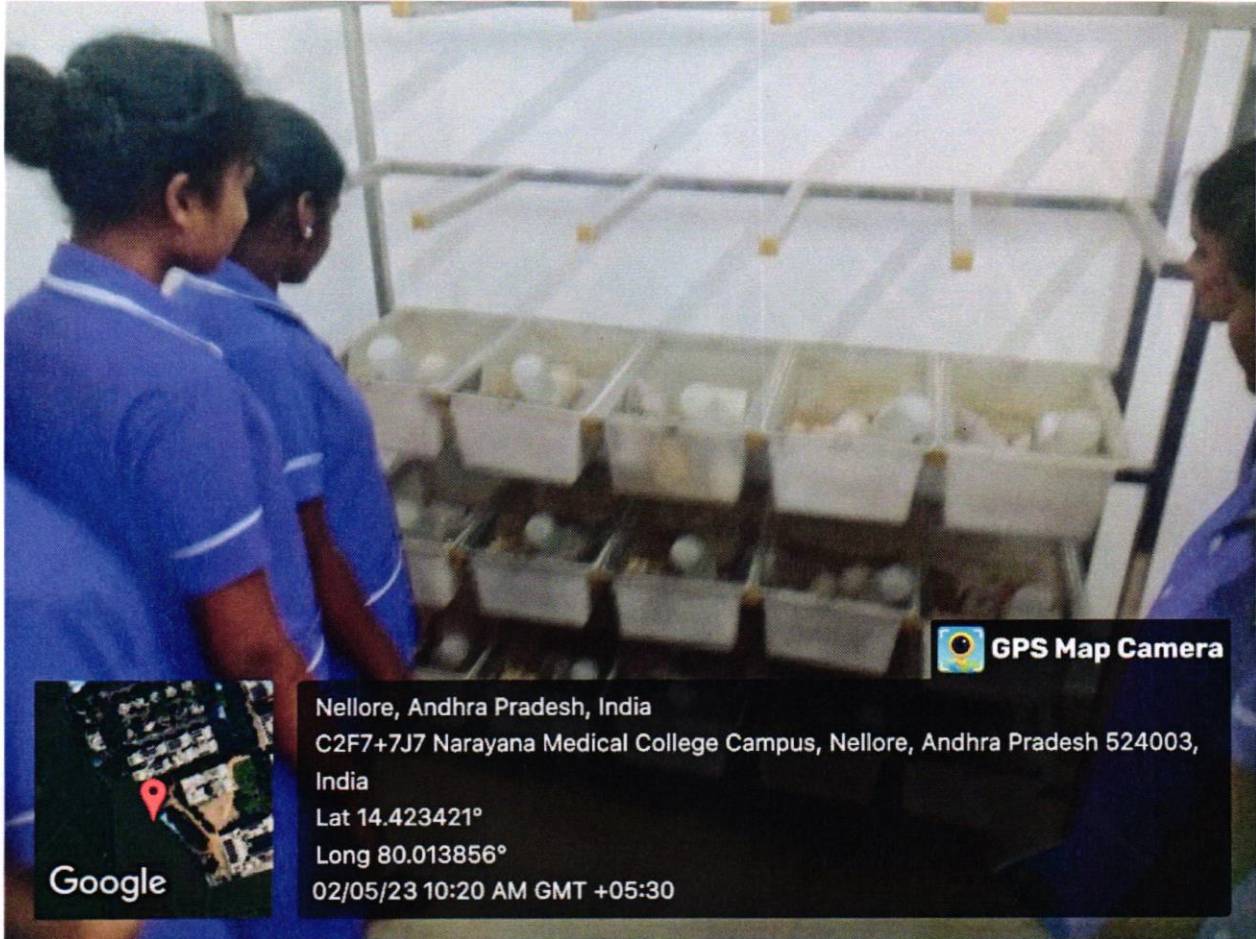 GPS Map Camera
Nellore, Andhra Pradesh, India
C2F7+7J7 Narayana Medical College Campus, Nellore, Andhra Pradesh 524003,
India
Lat 14.423421°
Long 80.013856°
02/05/23 10:20 AM GMT +05:30
Google